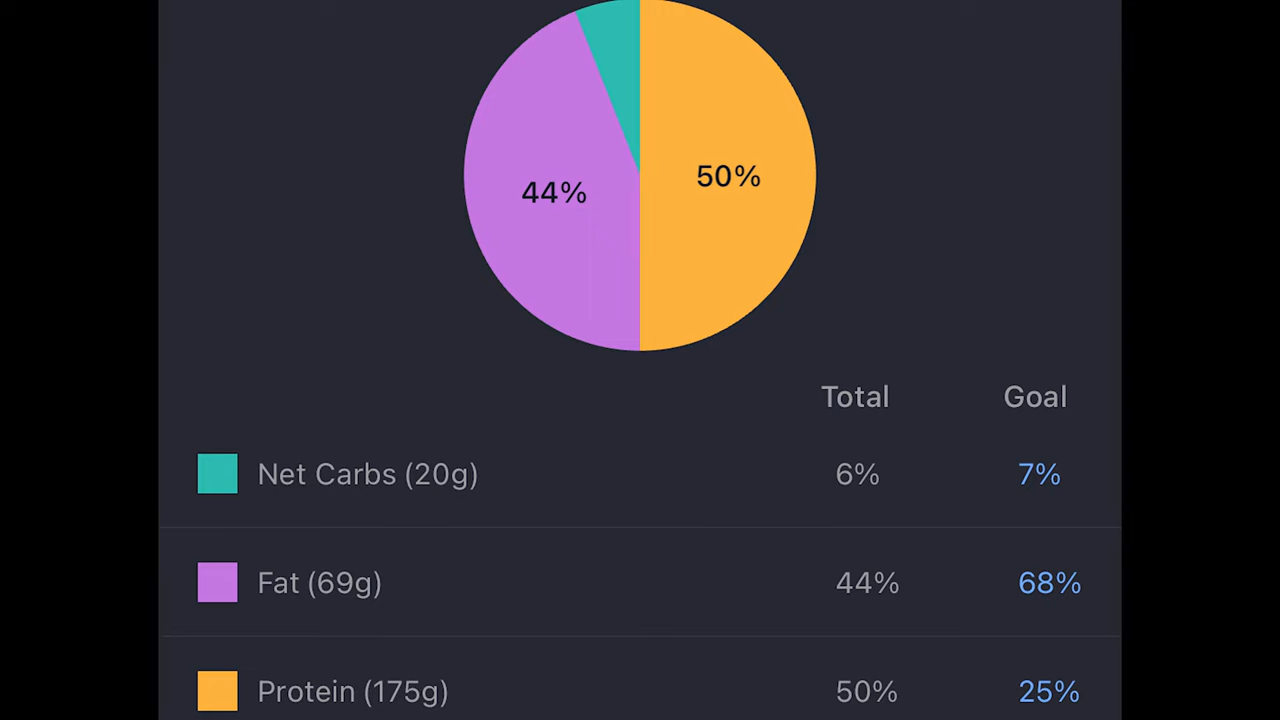 50%
44%
Total Goal
Net Carbs (20g) 6% 7%
Fat (69g) 44% 68%
Protein (175g) 50% 25%